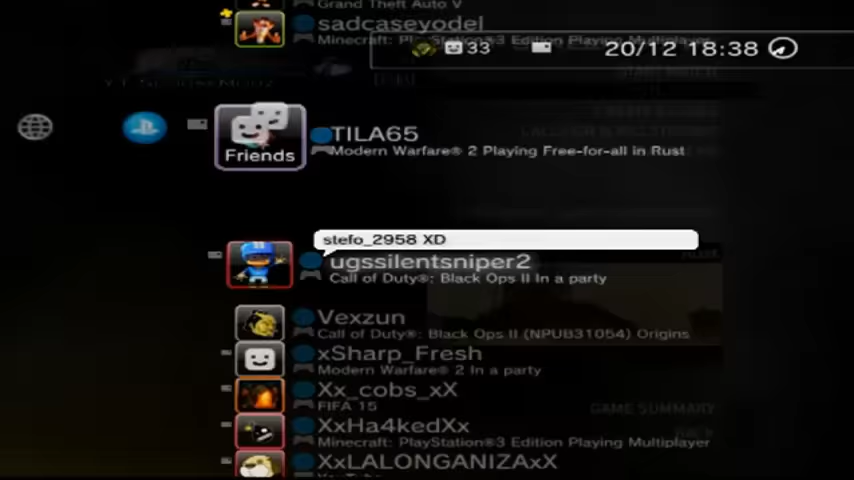 Grand Theft Auto V
sadcaseyodel
Minecraft: PlayStation®3 Edition Playing Multiplayer
33
20/12 18:38
Friends
TILA65
Modern Warfare® 2 Playing Free-for-all in Rust
stefo_2958 XD
ugssilentsniper2
Call of Duty®: Black Ops II In a party
Vexzun
Call of Duty®: Black Ops II (NPUB31054) Origins
xSharp_Fresh
Modern Warfare® 2 In a party
Xx_cobs_xX
FIFA 15
GAME SUMMARY
XxHa4kedXx
Minecraft: PlayStation®3 Edition Playing Multiplayer
XxLALONGANIZAxX